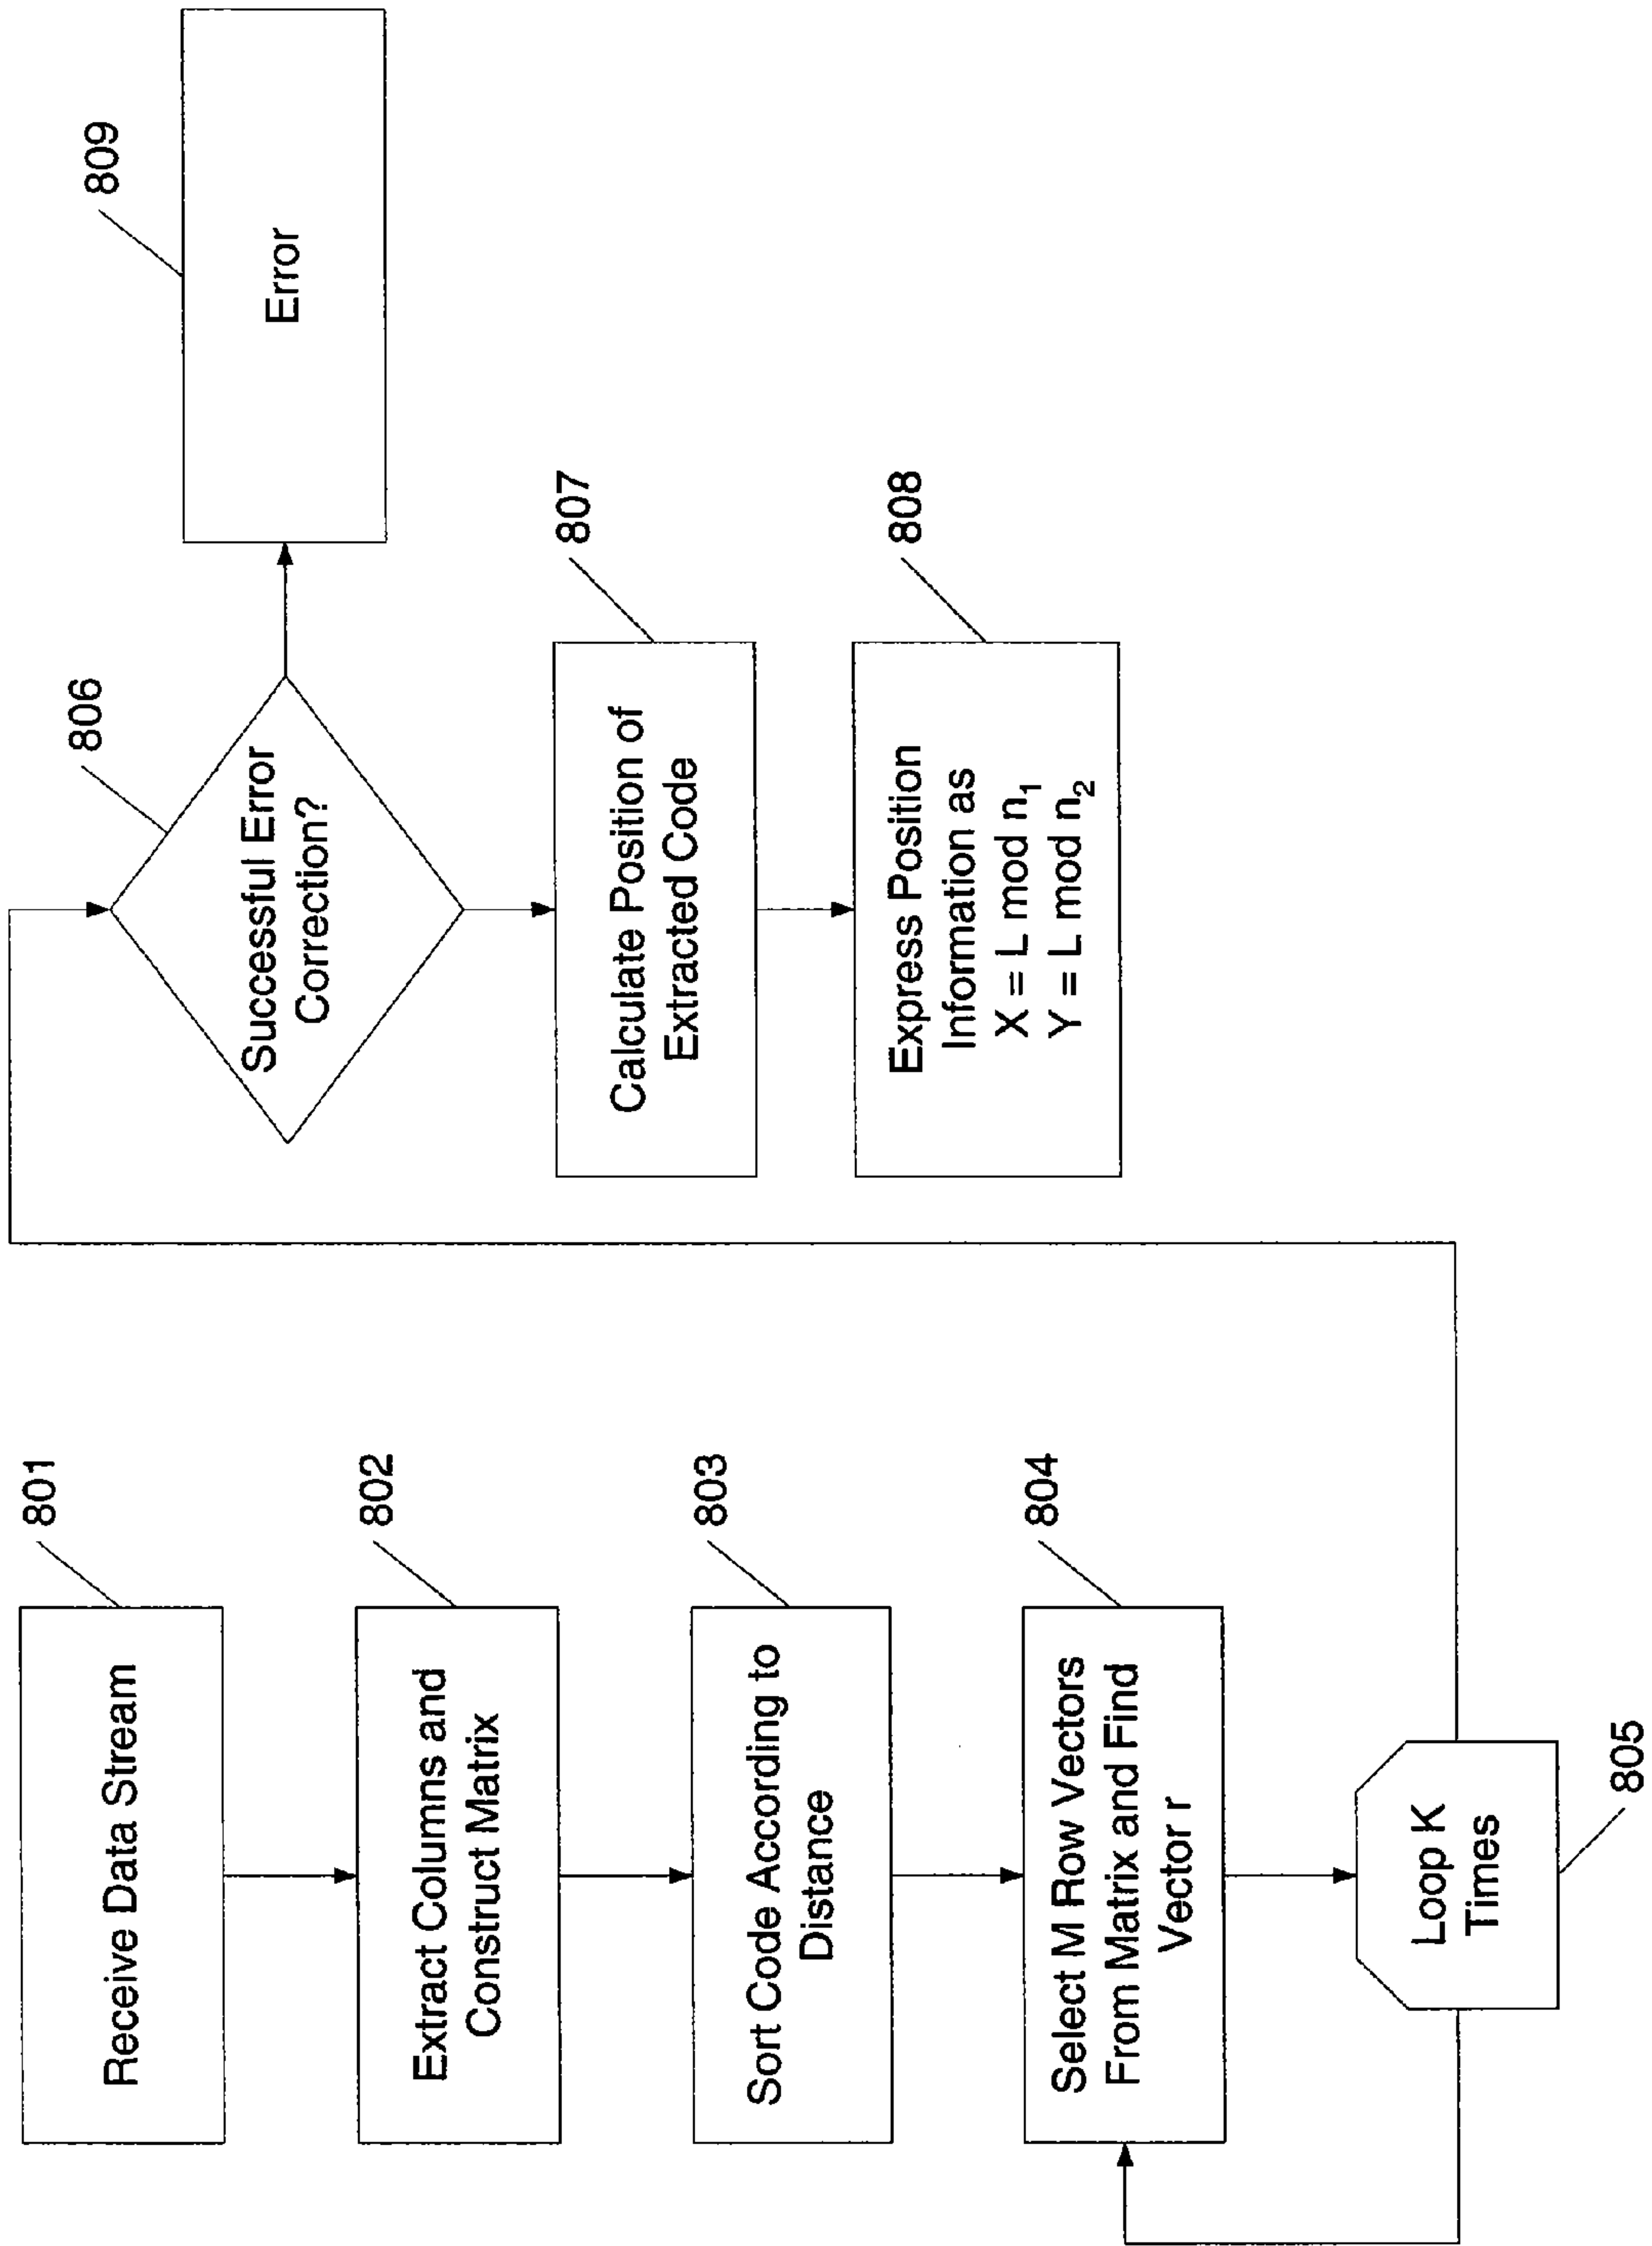 801
Receive Data Stream
802
Extract Columns and
Construct Matrix
803
Sort Code According to
Distance
804
Select M Row Vectors
From Matrix and Find
Vector r
Loop K
Times
805
806
Successful Error
Correction?
809
Error
807
Calculate Position of
Extracted Code
808
Express Position
Information as
X = L mod n₁
Y = L mod n₂